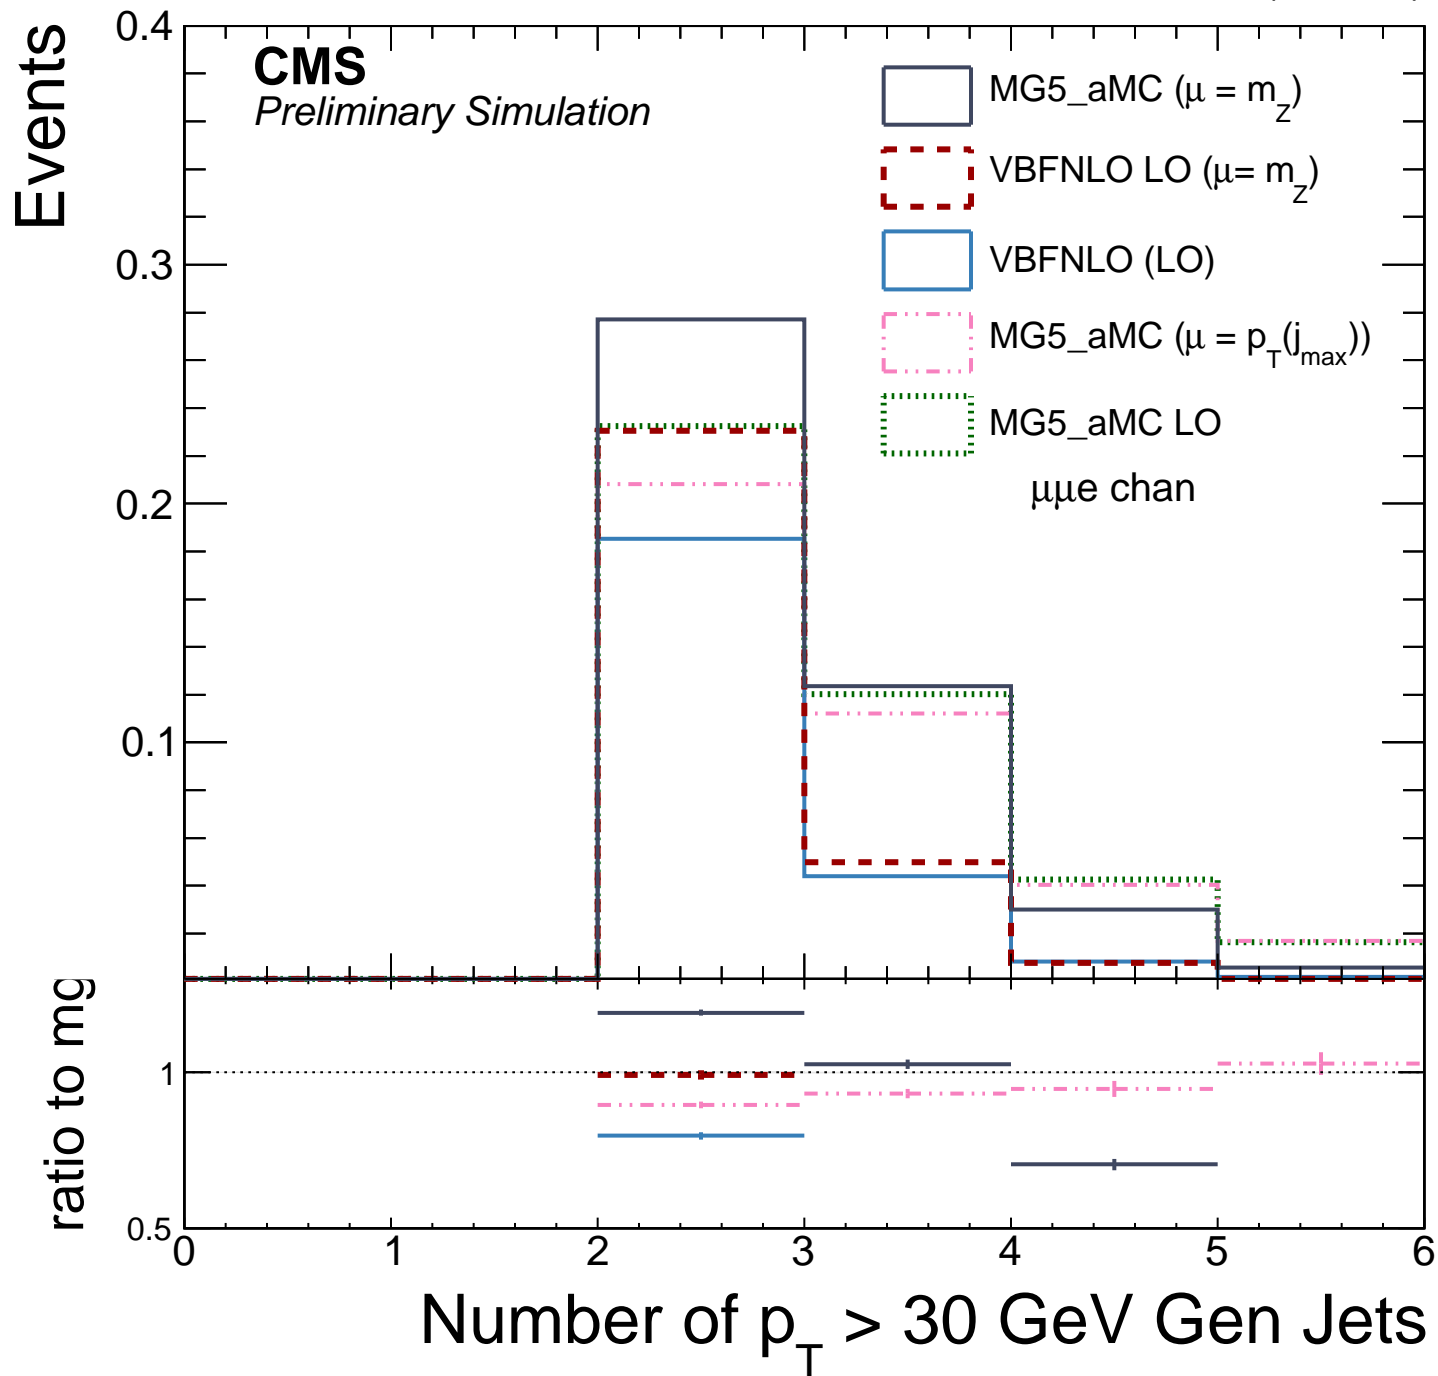 CMS
Preliminary Simulation
MG5_aMC (μ = m_Z)
VBFNLO LO (μ= m_Z)
VBFNLO (LO)
MG5_aMC (μ = p_T(j_max))
MG5_aMC LO
μμe chan
Events
0.4
0.3
0.2
0.1
ratio to mg
1
0.5
0 1 2 3 4 5 6
Number of p_T > 30 GeV Gen Jets